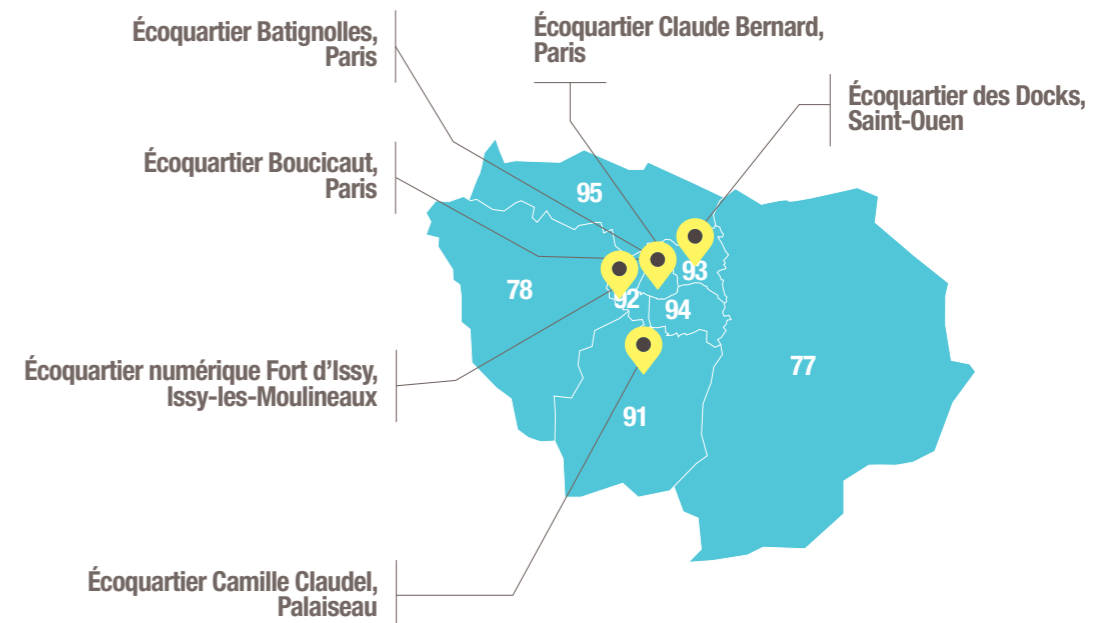 Écoquartier Batignolles,
Paris
Écoquartier Claude Bernard,
Paris
Écoquartier des Docks,
Saint-Ouen
Écoquartier Boucicaut,
Paris
95
93
78
92
94
77
Écoquartier numérique Fort d’Issy,
Issy-les-Moulineaux
91
Écoquartier Camille Claudel,
Palaiseau